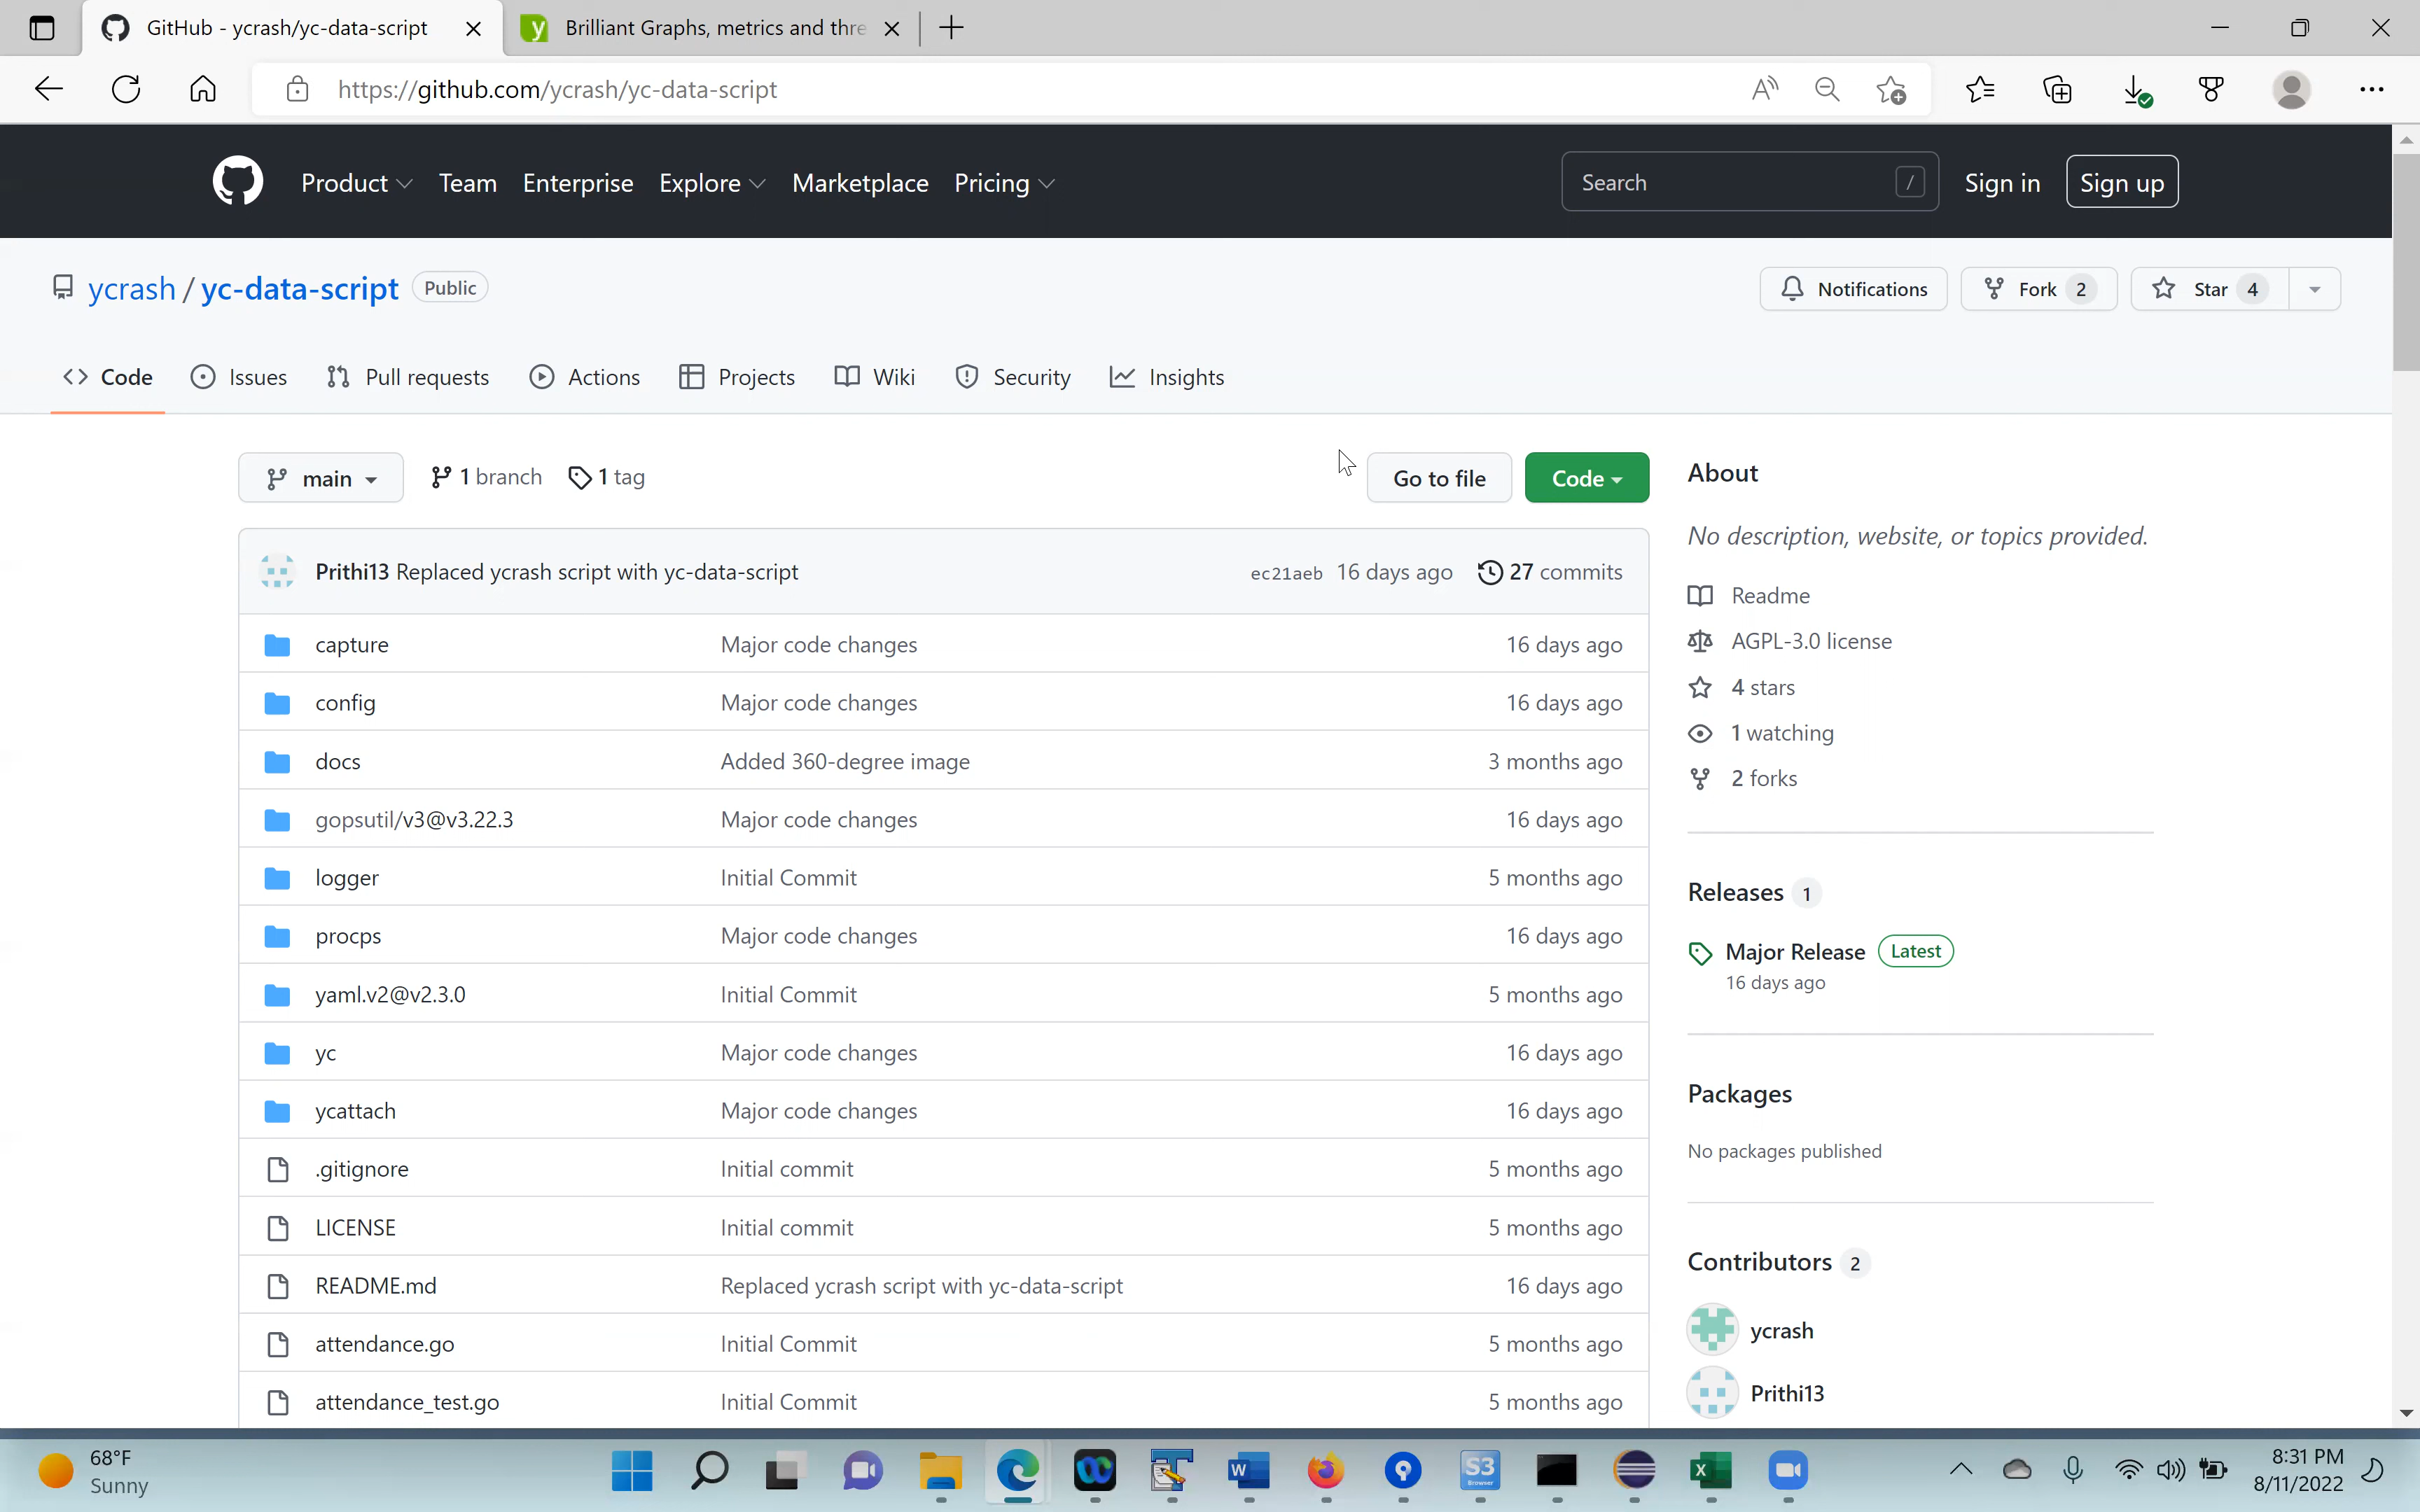 GitHub - ycrash/yc-data-script
Brilliant Graphs, metrics and thre
https://github.com/ycrash/yc-data-script
Product Team Enterprise Explore Marketplace Pricing
Search /
Sign in
Sign up
ycrash / yc-data-script Public
Notifications
Fork 2
Star 4
Code
Issues
Pull requests
Actions
Projects
Wiki
Security
Insights
main
1 branch
1 tag
Go to file
Code
Prithi13 Replaced ycrash script with yc-data-script ec21aeb 16 days ago 27 commits
capture Major code changes 16 days ago
config Major code changes 16 days ago
docs Added 360-degree image 3 months ago
gopsutil/v3@v3.22.3 Major code changes 16 days ago
logger Initial Commit 5 months ago
procps Major code changes 16 days ago
yaml.v2@v2.3.0 Initial Commit 5 months ago
yc Major code changes 16 days ago
ycattach Major code changes 16 days ago
.gitignore Initial commit 5 months ago
LICENSE Initial commit 5 months ago
README.md Replaced ycrash script with yc-data-script 16 days ago
attendance.go Initial Commit 5 months ago
attendance_test.go Initial Commit 5 months ago
About
No description, website, or topics provided.
Readme
AGPL-3.0 license
4 stars
1 watching
2 forks
Releases 1
Major Release Latest
16 days ago
Packages
No packages published
Contributors 2
ycrash
Prithi13
68°F
Sunny
S3
Browser
8:31 PM
8/11/2022